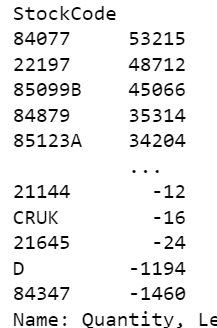 StockCode
84077 53215
22197 48712
85099B 45066
84879 35314
85123A 34204
...
21144 -12
CRUK -16
21645 -24
D -1194
84347 -1460
Name: Quantity, Le